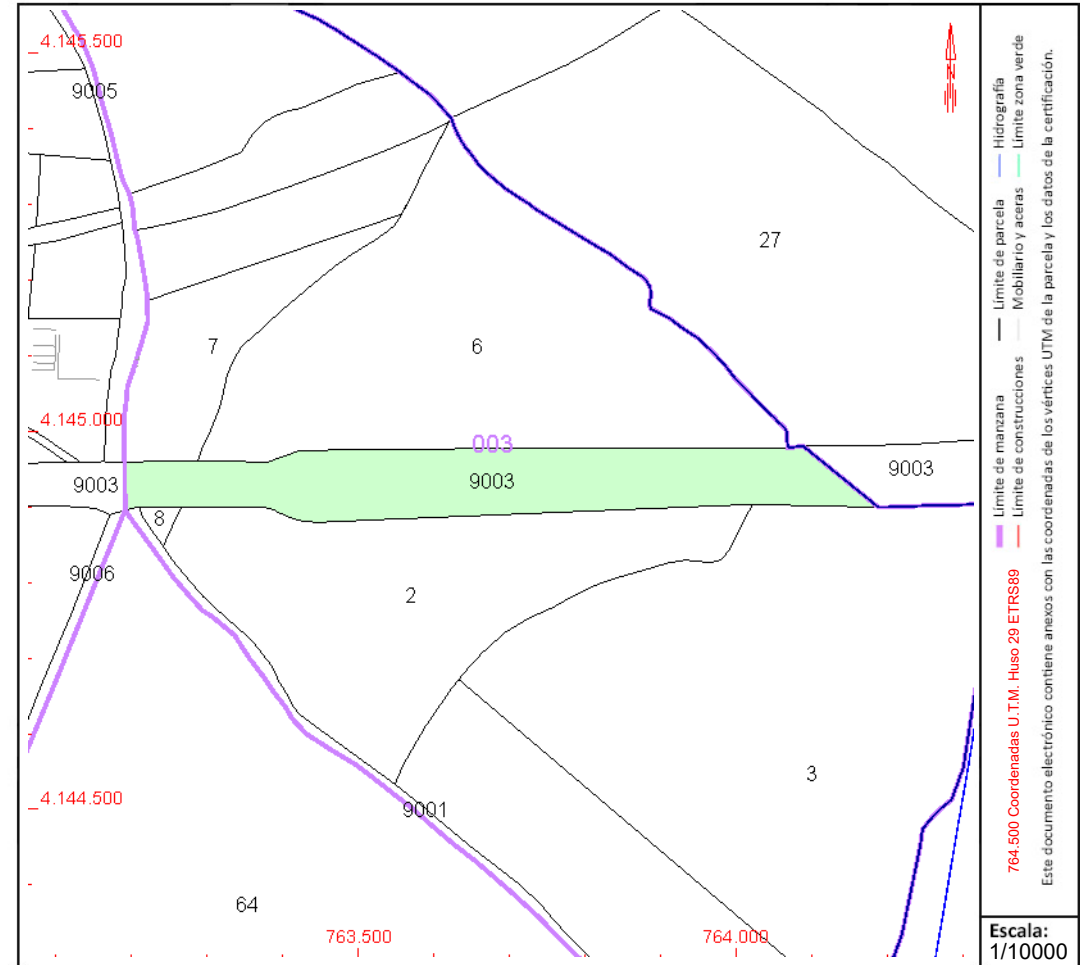 4.145.500
9005
N
27
7
6
4.145.000
003
9003
9003
9003
8
9006
2
3
4.144.500
9001
64
763.500
764.000
Límite de manzana
Límite de parcela
Hidrografía
Límite de construcciones
Mobiliario y aceras
Límite zona verde
764.500 Coordenadas U.T.M. Huso 29 ETRS89
Este documento electrónico contiene anexos con las coordenadas de los vértices UTM de la parcela y los datos de la certificación.
Escala:
1/10000